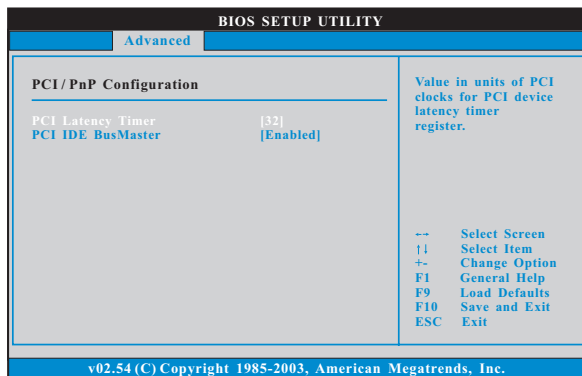 BIOS SETUP UTILITY
Advanced
PCI / PnP Configuration
PCI Latency Timer [32]
PCI IDE BusMaster [Enabled]
Value in units of PCI
clocks for PCI device
latency timer
register.
←→ Select Screen
↑↓ Select Item
+- Change Option
F1 General Help
F9 Load Defaults
F10 Save and Exit
ESC Exit
v02.54 (C) Copyright 1985-2003, American Megatrends, Inc.